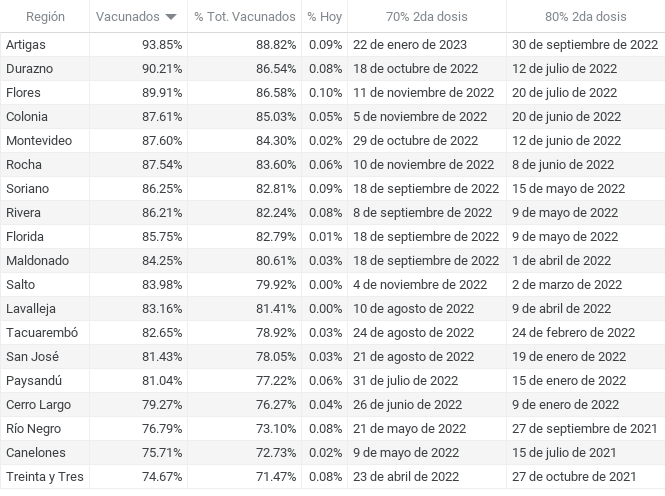 Región Vacunados % Tot. Vacunados % Hoy 70% 2da dosis 80% 2da dosis
Artigas 93.85% 88.82% 0.09% 22 de enero de 2023 30 de septiembre de 2022
Durazno 90.21% 86.54% 0.08% 18 de octubre de 2022 12 de julio de 2022
Flores 89.91% 86.58% 0.10% 11 de noviembre de 2022 20 de julio de 2022
Colonia 87.61% 85.03% 0.05% 5 de noviembre de 2022 20 de junio de 2022
Montevideo 87.60% 84.30% 0.02% 29 de octubre de 2022 12 de junio de 2022
Rocha 87.54% 83.60% 0.06% 10 de noviembre de 2022 8 de junio de 2022
Soriano 86.25% 82.81% 0.09% 18 de septiembre de 2022 15 de mayo de 2022
Rivera 86.21% 82.24% 0.08% 8 de septiembre de 2022 9 de mayo de 2022
Florida 85.75% 82.79% 0.01% 18 de septiembre de 2022 9 de mayo de 2022
Maldonado 84.25% 80.61% 0.03% 18 de septiembre de 2022 1 de abril de 2022
Salto 83.98% 79.92% 0.00% 4 de noviembre de 2022 2 de marzo de 2022
Lavalleja 83.16% 81.41% 0.00% 10 de agosto de 2022 9 de abril de 2022
Tacuarembó 82.65% 78.92% 0.03% 24 de agosto de 2022 24 de febrero de 2022
San José 81.43% 78.05% 0.03% 21 de agosto de 2022 19 de enero de 2022
Paysandú 81.04% 77.22% 0.06% 31 de julio de 2022 15 de enero de 2022
Cerro Largo 79.27% 76.27% 0.04% 26 de junio de 2022 9 de enero de 2022
Río Negro 76.79% 73.10% 0.08% 21 de mayo de 2022 27 de septiembre de 2021
Canelones 75.71% 72.73% 0.02% 9 de mayo de 2022 15 de julio de 2021
Treinta y Tres 74.67% 71.47% 0.08% 23 de abril de 2022 27 de octubre de 2021